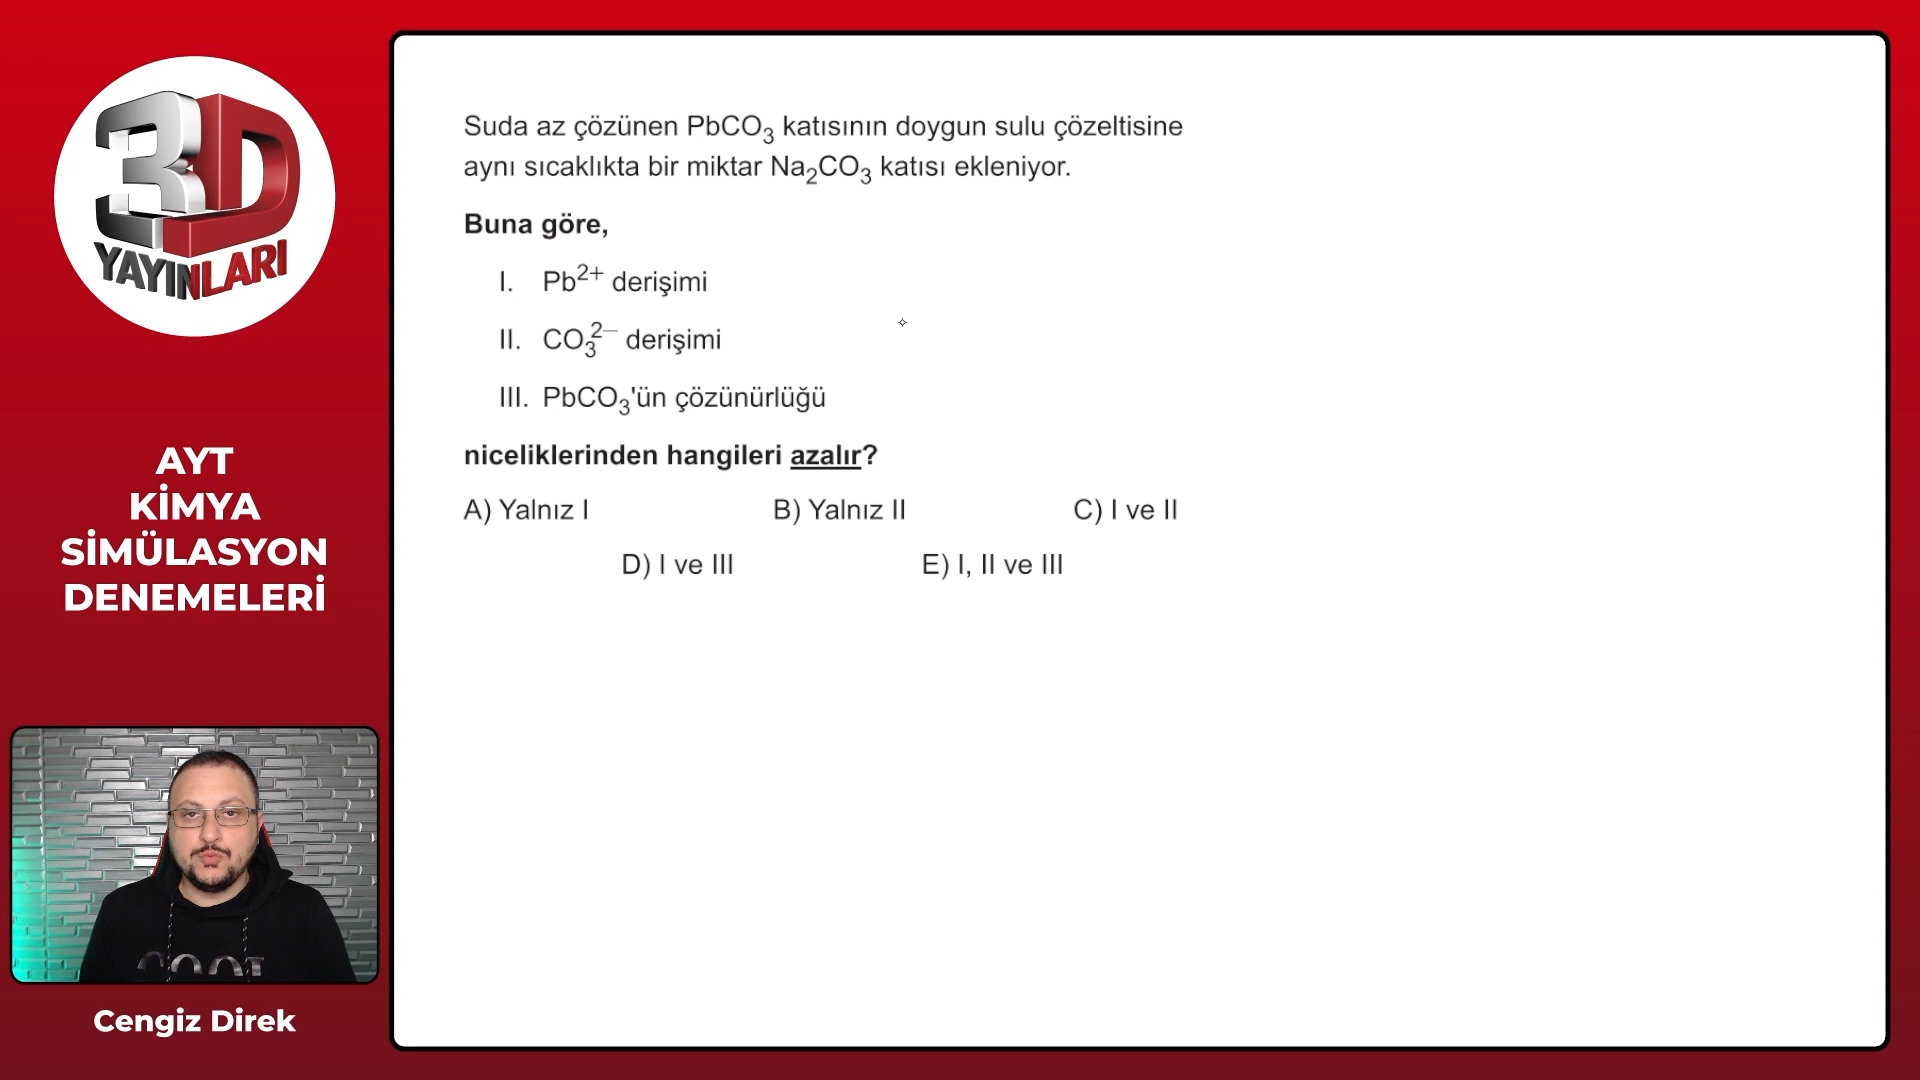 3D
YAYINLARI
AYT
KİMYA
SİMÜLASYON
DENEMELERİ
Cengiz Direk
Suda az çözünen PbCO₃ katısının doygun sulu çözeltisine
aynı sıcaklıkta bir miktar Na₂CO₃ katısı ekleniyor.
Buna göre,
I. Pb²⁺ derişimi
II. CO₃²⁻ derişimi
III. PbCO₃'ün çözünürlüğü
niceliklerinden hangileri azalır?
A) Yalnız I B) Yalnız II C) I ve II
D) I ve III E) I, II ve III